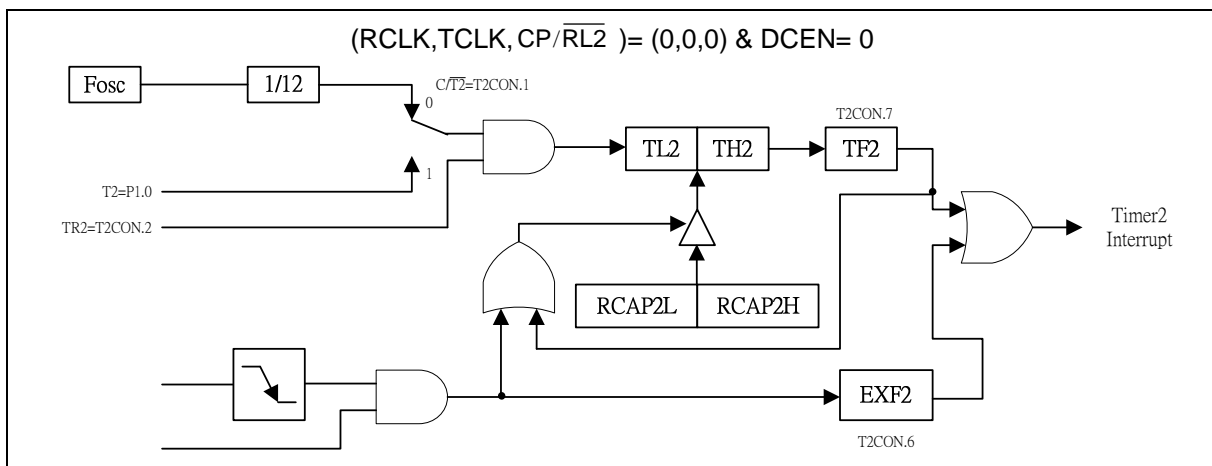 (RCLK,TCLK, CP/RL2 )= (0,0,0) & DCEN= 0
Fosc
1/12
C/T2=T2CON.1
0
1
T2=P1.0
TR2=T2CON.2
TL2
TH2
T2CON.7
TF2
Timer2
Interrupt
RCAP2L
RCAP2H
EXF2
T2CON.6